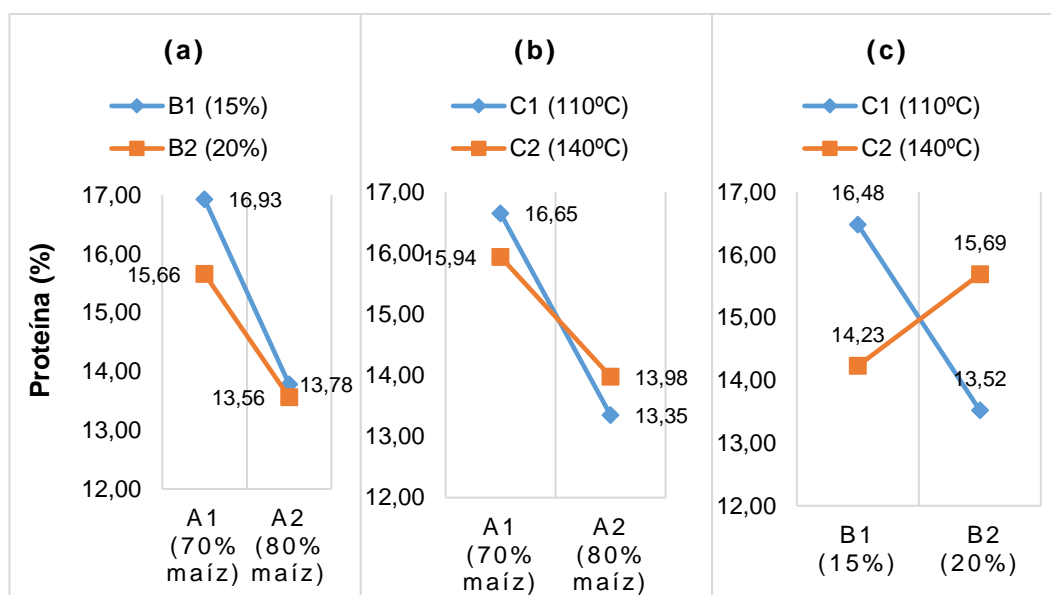 (a)
B1 (15%)
B2 (20%)
Proteína (%)
17,00
16,00
15,00
14,00
13,00
12,00
16,93
15,66
13,78
13,56
A1
(70%
maíz)
A2
(80%
maíz)
(b)
C1 (110ºC)
C2 (140ºC)
17,00
16,00
15,00
14,00
13,00
12,00
16,65
15,94
13,98
13,35
A1
(70%
maíz)
A2
(80%
maíz)
(c)
C1 (110ºC)
C2 (140ºC)
17,00
16,00
15,00
14,00
13,00
12,00
16,48
15,69
14,23
13,52
B1
(15%)
B2
(20%)